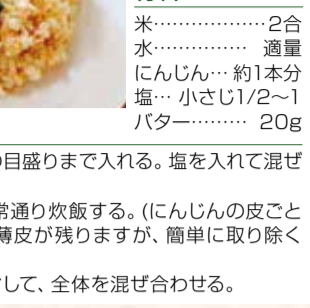 米………………2合
水…………… 適量
にんじん… 約1本分
塩… 小さじ1/2〜1
バター……… 20g
の目盛りまで入れる。塩を入れて混ぜ
常通り炊飯する。(にんじんの皮ごと
薄皮が残りますが、簡単に取り除く
して、全体を混ぜ合わせる。